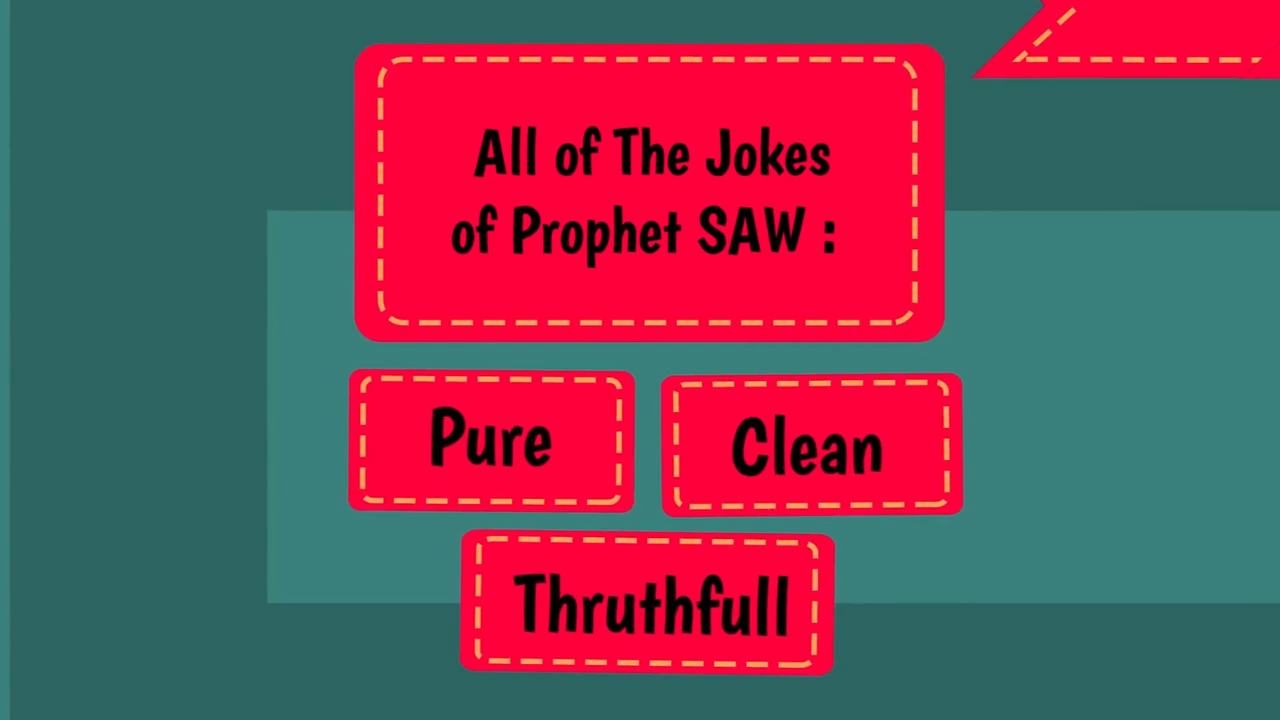 All of The Jokes
of Prophet SAW :
Pure
Clean
Thruthfull